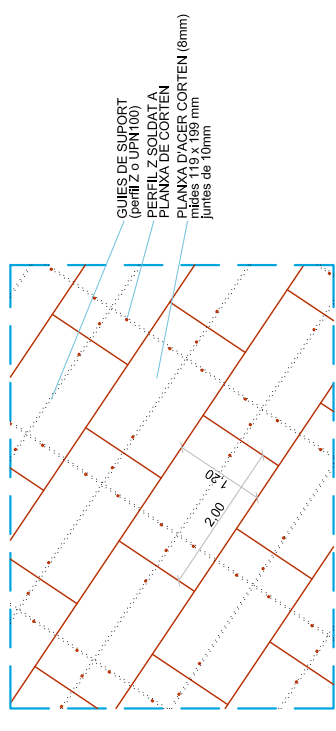 GUIES DE SUPORT
(perfil Z o UPN100)
PERFIL Z SOLDAT A
PLANXA DE CORTEN
PLANXA D'ACER CORTEN (8mm)
mides 119 x 199 mm
juntes de 10mm
1,20
2,00